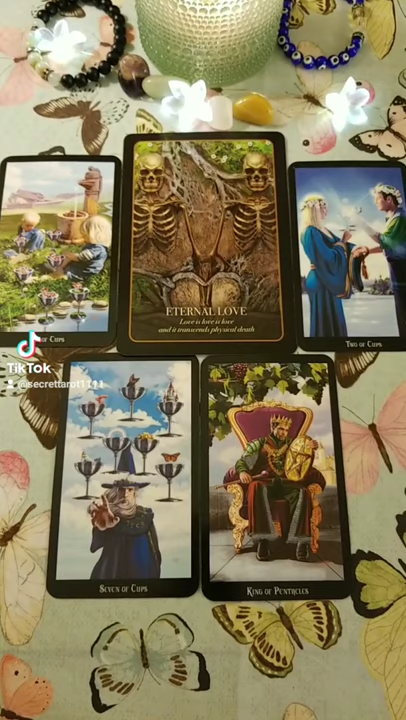 ETERNAL LOVE
Love is love is love
and it transcends physical death
OF CUPS
TWO OF CUPS
TikTok
@secrettarot1111
SEVEN OF CUPS
KING OF PENTACLES